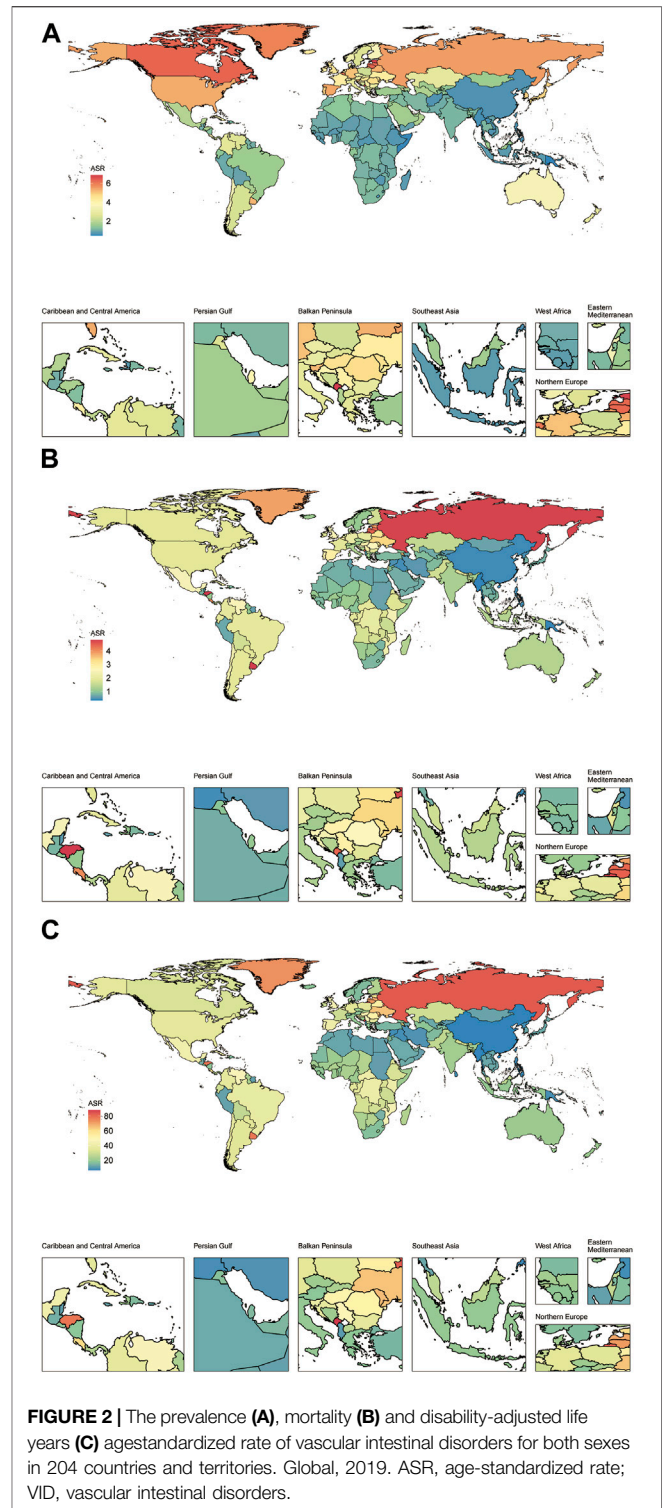 A
ASR
6
4
2
Caribbean and Central America
Persian Gulf
Balkan Peninsula
Southeast Asia
West Africa
Eastern
Mediterranean
Northern Europe
B
ASR
4
3
2
1
Caribbean and Central America
Persian Gulf
Balkan Peninsula
Southeast Asia
West Africa
Eastern
Mediterranean
Northern Europe
C
ASR
80
60
40
20
Caribbean and Central America
Persian Gulf
Balkan Peninsula
Southeast Asia
West Africa
Eastern
Mediterranean
Northern Europe
FIGURE 2 | The prevalence (A), mortality (B) and disability-adjusted life
years (C) agestandardized rate of vascular intestinal disorders for both sexes
in 204 countries and territories. Global, 2019. ASR, age-standardized rate;
VID, vascular intestinal disorders.